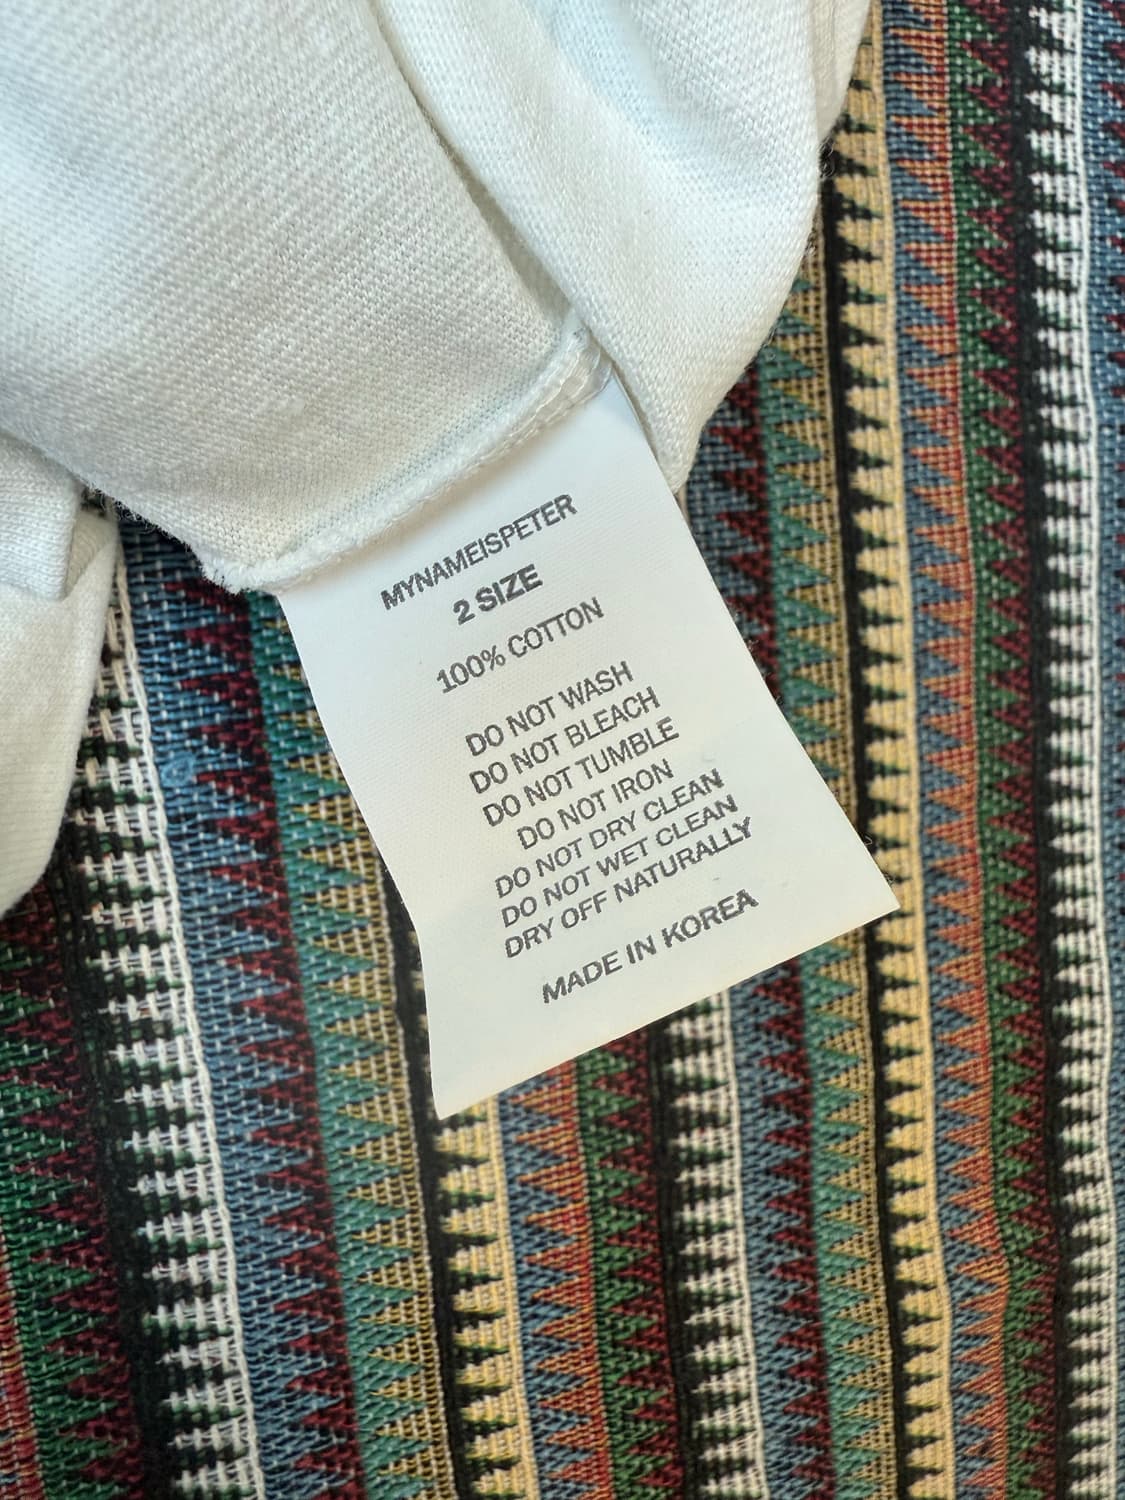 MYNAMEISPETER
2 SIZE
100% COTTON
DO NOT WASH
DO NOT BLEACH
DO NOT TUMBLE
DO NOT IRON
DO NOT DRY CLEAN
DO NOT WET CLEAN
DRY OFF NATURALLY
MADE IN KOREA